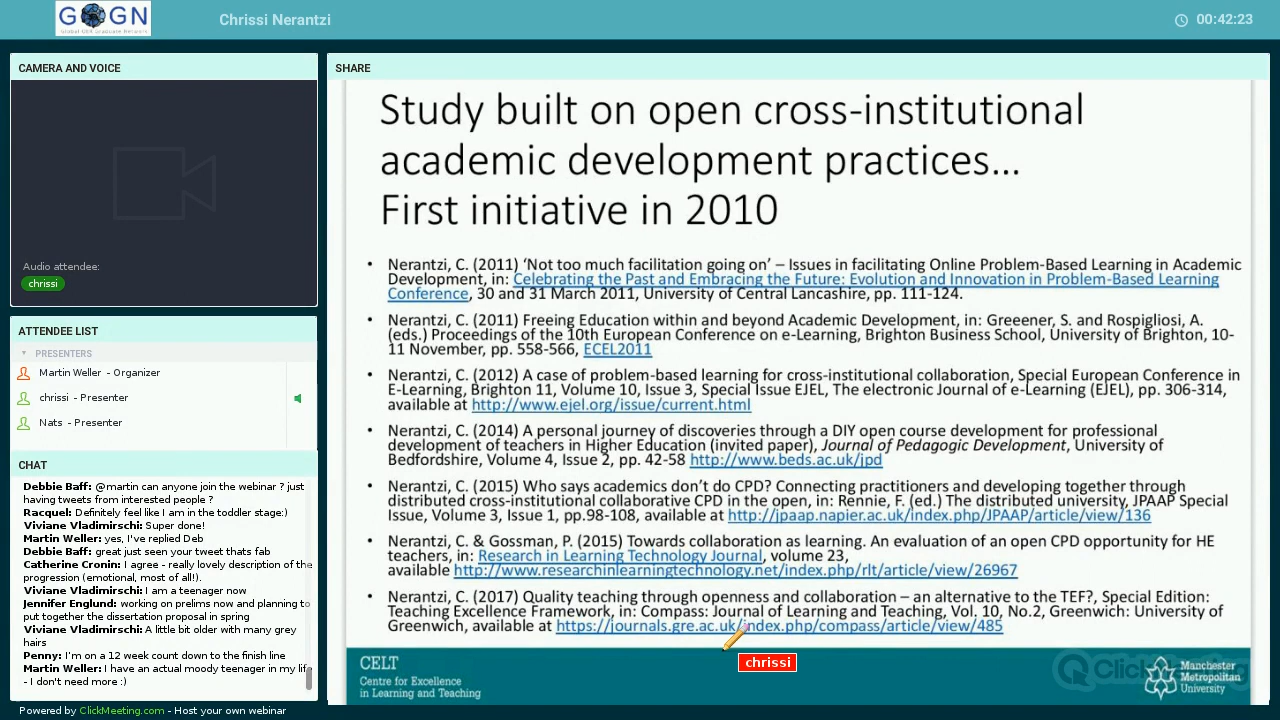 GOGN
Global OER Graduate Network
Chrissi Nerantzi
00:42:23
CAMERA AND VOICE
Audio attendee:
chrissi
ATTENDEE LIST
PRESENTERS
Martin Weller - Organizer
chrissi - Presenter
Nats - Presenter
CHAT
Debbie Baff: @martin can anyone join the webinar ? just
having tweets from interested people ?
Racquel: Definitely feel like I am in the toddler stage:)
Viviane Vladimirschi: Super done!
Martin Weller: yes, I've replied Deb
Debbie Baff: great just seen your tweet thats fab
Catherine Cronin: I agree - really lovely description of the
progression (emotional, most of all!).
Viviane Vladimirschi: I am a teenager now
Jennifer Englund: working on prelims now and planning to
put together the dissertation proposal in spring
Viviane Vladimirschi: A little bit older with many grey
hairs
Penny: I'm on a 12 week count down to the finish line
Martin Weller: I have an actual moody teenager in my life
- I don't need more :)
Powered by ClickMeeting.com - Host your own webinar
SHARE
Study built on open cross-institutional
academic development practices...
First initiative in 2010
• Nerantzi, C. (2011) ‘Not too much facilitation going on’ – Issues in facilitating Online Problem-Based Learning in Academic
Development, in: Celebrating the Past and Embracing the Future: Evolution and Innovation in Problem-Based Learning
Conference, 30 and 31 March 2011, University of Central Lancashire, pp. 111-124.
• Nerantzi, C. (2011) Freeing Education within and beyond Academic Development, in: Greeener, S. and Rospigliosi, A.
(eds.) Proceedings of the 10th European Conference on e-Learning, Brighton Business School, University of Brighton, 10-
11 November, pp. 558-566, ECEL2011
• Nerantzi, C. (2012) A case of problem-based learning for cross-institutional collaboration, Special European Conference in
E-Learning, Brighton 11, Volume 10, Issue 3, Special Issue EJEL, The electronic Journal of e-Learning (EJEL), pp. 306-314,
available at http://www.ejel.org/issue/current.html
• Nerantzi, C. (2014) A personal journey of discoveries through a DIY open course development for professional
development of teachers in Higher Education (invited paper), Journal of Pedagogic Development, University of
Bedfordshire, Volume 4, Issue 2, pp. 42-58 http://www.beds.ac.uk/jpd
• Nerantzi, C. (2015) Who says academics don’t do CPD? Connecting practitioners and developing together through
distributed cross-institutional collaborative CPD in the open, in: Rennie, F. (ed.) The distributed university, JPAAP Special
Issue, Volume 3, Issue 1, pp.98-108, available at http://jpaap.napier.ac.uk/index.php/JPAAP/article/view/136
• Nerantzi, C. & Gossman, P. (2015) Towards collaboration as learning. An evaluation of an open CPD opportunity for HE
teachers, in: Research in Learning Technology Journal, volume 23,
available http://www.researchinlearningtechnology.net/index.php/rlt/article/view/26967
• Nerantzi, C. (2017) Quality teaching through openness and collaboration – an alternative to the TEF?, Special Edition:
Teaching Excellence Framework, in: Compass: Journal of Learning and Teaching, Vol. 10, No.2, Greenwich: University of
Greenwich, available at https://journals.gre.ac.uk/index.php/compass/article/view/485
chrissi
CELT
Centre for Excellence
in Learning and Teaching
ClickMeeting
Manchester
Metropolitan
University